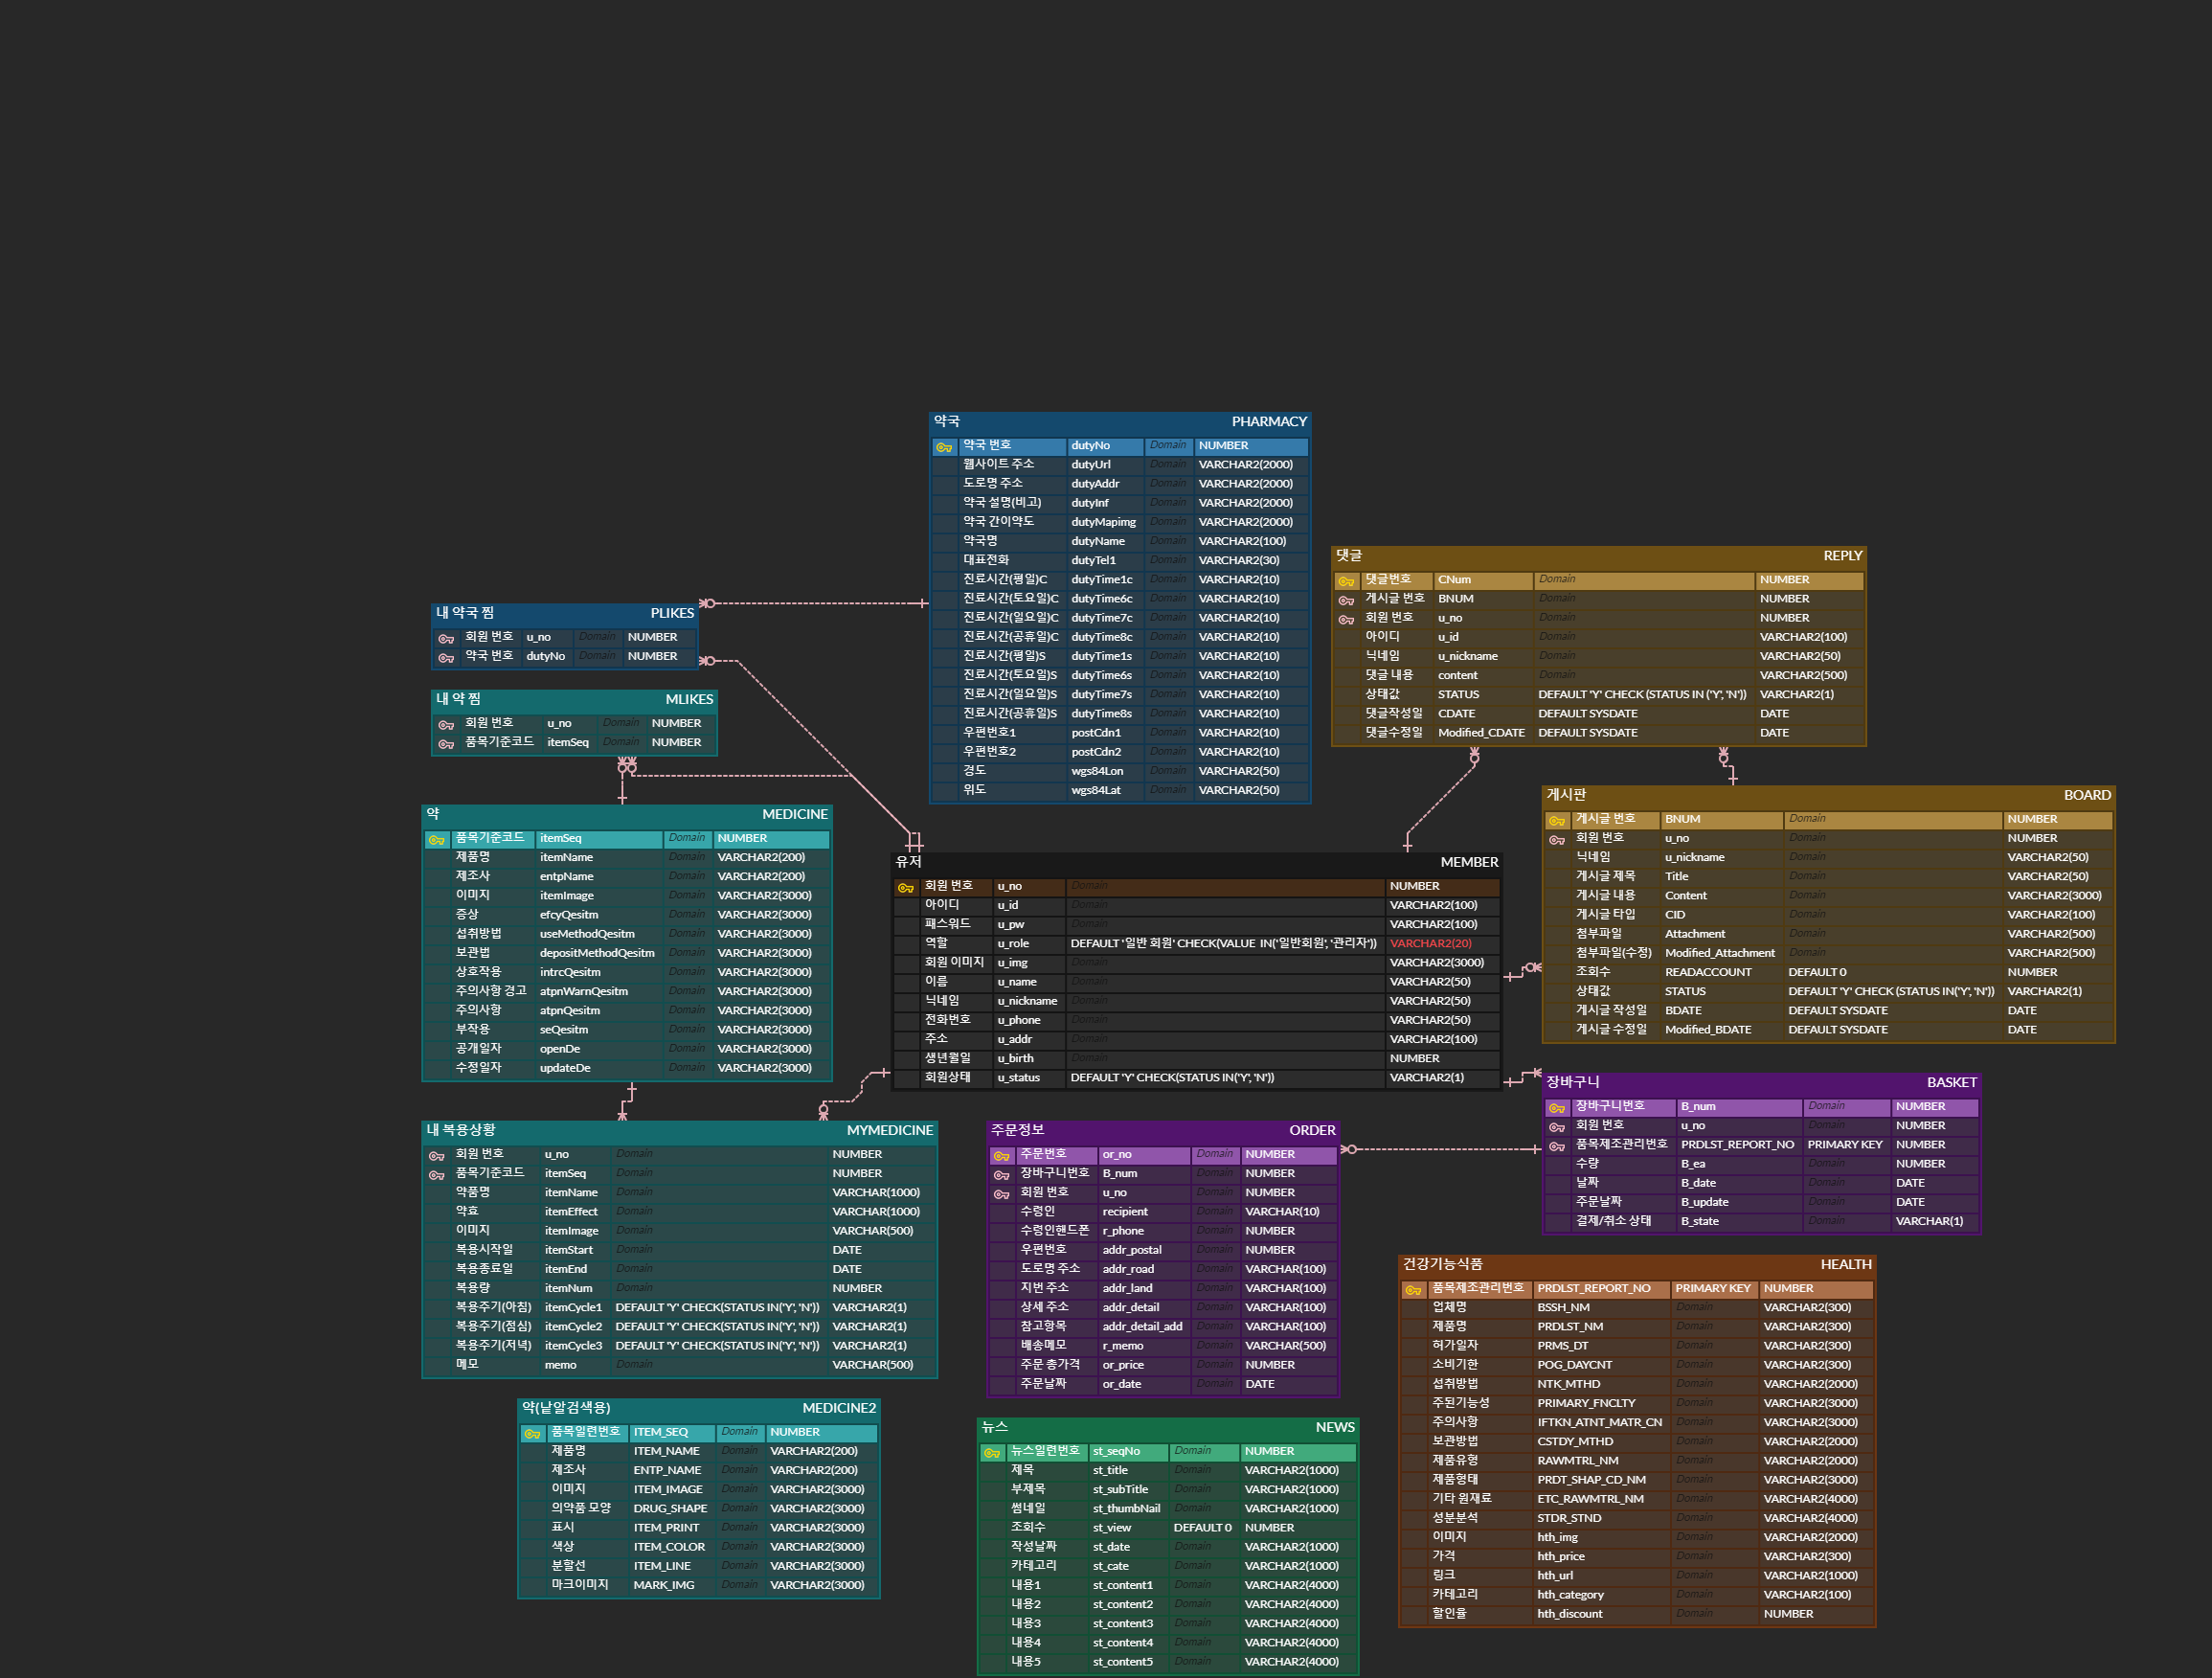 약국 PHARMACY
약국 번호 dutyNo Domain NUMBER
웹사이트 주소 dutyUrl Domain VARCHAR2(2000)
도로명 주소 dutyAddr Domain VARCHAR2(2000)
약국 설명(비고) dutyInf Domain VARCHAR2(2000)
약국 간이약도 dutyMapimg Domain VARCHAR2(2000)
약국명 dutyName Domain VARCHAR2(100)
대표전화 dutyTel1 Domain VARCHAR2(30)
진료시간(평일)C dutyTime1c Domain VARCHAR2(10)
진료시간(토요일)C dutyTime6c Domain VARCHAR2(10)
진료시간(일요일)C dutyTime7c Domain VARCHAR2(10)
진료시간(공휴일)C dutyTime8c Domain VARCHAR2(10)
진료시간(평일)S dutyTime1s Domain VARCHAR2(10)
진료시간(토요일)S dutyTime6s Domain VARCHAR2(10)
진료시간(일요일)S dutyTime7s Domain VARCHAR2(10)
진료시간(공휴일)S dutyTime8s Domain VARCHAR2(10)
우편번호1 postCdn1 Domain VARCHAR2(10)
우편번호2 postCdn2 Domain VARCHAR2(10)
경도 wgs84Lon Domain VARCHAR2(50)
위도 wgs84Lat Domain VARCHAR2(50)
댓글 REPLY
댓글번호 CNum Domain NUMBER
게시글 번호 BNUM Domain NUMBER
회원 번호 u_no Domain NUMBER
아이디 u_id Domain VARCHAR2(100)
닉네임 u_nickname Domain VARCHAR2(50)
댓글 내용 content Domain VARCHAR2(500)
상태값 STATUS DEFAULT 'Y' CHECK (STATUS IN ('Y', 'N')) VARCHAR2(1)
댓글작성일 CDATE DEFAULT SYSDATE DATE
댓글수정일 Modified_CDATE DEFAULT SYSDATE DATE
내 약국 찜 PLIKES
회원 번호 u_no Domain NUMBER
약국 번호 dutyNo Domain NUMBER
내 약 찜 MLIKES
회원 번호 u_no Domain NUMBER
품목기준코드 itemSeq Domain NUMBER
약 MEDICINE
품목기준코드 itemSeq Domain NUMBER
제품명 itemName Domain VARCHAR2(200)
제조사 entpName Domain VARCHAR2(200)
이미지 itemImage Domain VARCHAR2(3000)
증상 efcyQesitm Domain VARCHAR2(3000)
섭취방법 useMethodQesitm Domain VARCHAR2(3000)
보관법 depositMethodQesitm Domain VARCHAR2(3000)
상호작용 intrcQesitm Domain VARCHAR2(3000)
주의사항 경고 atpnWarnQesitm Domain VARCHAR2(3000)
주의사항 atpnQesitm Domain VARCHAR2(3000)
부작용 seQesitm Domain VARCHAR2(3000)
공개일자 openDe Domain VARCHAR2(3000)
수정일자 updateDe Domain VARCHAR2(3000)
유저 MEMBER
회원 번호 u_no Domain NUMBER
아이디 u_id Domain VARCHAR2(100)
패스워드 u_pw Domain VARCHAR2(100)
역할 u_role DEFAULT '일반 회원' CHECK(VALUE IN('일반회원', '관리자')) VARCHAR2(20)
회원 이미지 u_img Domain VARCHAR2(3000)
이름 u_name Domain VARCHAR2(50)
닉네임 u_nickname Domain VARCHAR2(50)
전화번호 u_phone Domain VARCHAR2(50)
주소 u_addr Domain VARCHAR2(100)
생년월일 u_birth Domain NUMBER
회원상태 u_status DEFAULT 'Y' CHECK(STATUS IN('Y', 'N')) VARCHAR2(1)
게시판 BOARD
게시글 번호 BNUM Domain NUMBER
회원 번호 u_no Domain NUMBER
닉네임 u_nickname Domain VARCHAR2(50)
게시글 제목 Title Domain VARCHAR2(50)
게시글 내용 Content Domain VARCHAR2(3000)
게시글 타입 CID Domain VARCHAR2(100)
첨부파일 Attachment Domain VARCHAR2(500)
첨부파일(수정) Modified_Attachment Domain VARCHAR2(500)
조회수 READACCOUNT DEFAULT 0 NUMBER
상태값 STATUS DEFAULT 'Y' CHECK (STATUS IN('Y', 'N')) VARCHAR2(1)
게시글 작성일 BDATE DEFAULT SYSDATE DATE
게시글 수정일 Modified_BDATE DEFAULT SYSDATE DATE
장바구니 BASKET
장바구니번호 B_num Domain NUMBER
회원 번호 u_no Domain NUMBER
품목제조관리번호 PRDLST_REPORT_NO PRIMARY KEY NUMBER
수량 B_ea Domain NUMBER
날짜 B_date Domain DATE
주문날짜 B_update Domain DATE
결제/취소 상태 B_state Domain VARCHAR(1)
내 복용상황 MYMEDICINE
회원 번호 u_no Domain NUMBER
품목기준코드 itemSeq Domain NUMBER
약품명 itemName Domain VARCHAR(1000)
약효 itemEffect Domain VARCHAR(1000)
이미지 itemImage Domain VARCHAR(500)
복용시작일 itemStart Domain DATE
복용종료일 itemEnd Domain DATE
복용량 itemNum Domain NUMBER
복용주기(아침) itemCycle1 DEFAULT 'Y' CHECK(STATUS IN('Y', 'N')) VARCHAR2(1)
복용주기(점심) itemCycle2 DEFAULT 'Y' CHECK(STATUS IN('Y', 'N')) VARCHAR2(1)
복용주기(저녁) itemCycle3 DEFAULT 'Y' CHECK(STATUS IN('Y', 'N')) VARCHAR2(1)
메모 memo Domain VARCHAR(500)
주문정보 ORDER
주문번호 or_no Domain NUMBER
장바구니번호 B_num Domain NUMBER
회원 번호 u_no Domain NUMBER
수령인 recipient Domain VARCHAR(10)
수령인핸드폰 r_phone Domain NUMBER
우편번호 addr_postal Domain NUMBER
도로명 주소 addr_road Domain VARCHAR(100)
지번 주소 addr_land Domain VARCHAR(100)
상세 주소 addr_detail Domain VARCHAR(100)
참고항목 addr_detail_add Domain VARCHAR(100)
배송메모 r_memo Domain VARCHAR(500)
주문 총가격 or_price Domain NUMBER
주문날짜 or_date Domain DATE
건강기능식품 HEALTH
품목제조관리번호 PRDLST_REPORT_NO PRIMARY KEY NUMBER
업체명 BSSH_NM Domain VARCHAR2(300)
제품명 PRDLST_NM Domain VARCHAR2(300)
허가일자 PRMS_DT Domain VARCHAR2(300)
소비기한 POG_DAYCNT Domain VARCHAR2(300)
섭취방법 NTK_MTHD Domain VARCHAR2(2000)
주된기능성 PRIMARY_FNCLTY Domain VARCHAR2(3000)
주의사항 IFTKN_ATNT_MATR_CN Domain VARCHAR2(3000)
보관방법 CSTDY_MTHD Domain VARCHAR2(2000)
제품유형 RAWMTRL_NM Domain VARCHAR2(2000)
제품형태 PRDT_SHAP_CD_NM Domain VARCHAR2(3000)
기타 원재료 ETC_RAWMTRL_NM Domain VARCHAR2(4000)
성분분석 STDR_STND Domain VARCHAR2(4000)
이미지 hth_img Domain VARCHAR2(2000)
가격 hth_price Domain VARCHAR2(300)
링크 hth_url Domain VARCHAR2(1000)
카테고리 hth_category Domain VARCHAR2(100)
할인율 hth_discount Domain NUMBER
약(낱알검색용) MEDICINE2
품목일련번호 ITEM_SEQ Domain NUMBER
제품명 ITEM_NAME Domain VARCHAR2(200)
제조사 ENTP_NAME Domain VARCHAR2(200)
이미지 ITEM_IMAGE Domain VARCHAR2(3000)
의약품 모양 DRUG_SHAPE Domain VARCHAR2(3000)
표시 ITEM_PRINT Domain VARCHAR2(3000)
색상 ITEM_COLOR Domain VARCHAR2(3000)
분할선 ITEM_LINE Domain VARCHAR2(3000)
마크이미지 MARK_IMG Domain VARCHAR2(3000)
뉴스 NEWS
뉴스일련번호 st_seqNo Domain NUMBER
제목 st_title Domain VARCHAR2(1000)
부제목 st_subTitle Domain VARCHAR2(1000)
썸네일 st_thumbNail Domain VARCHAR2(1000)
조회수 st_view DEFAULT 0 NUMBER
작성날짜 st_date Domain VARCHAR2(1000)
카테고리 st_cate Domain VARCHAR2(1000)
내용1 st_content1 Domain VARCHAR2(4000)
내용2 st_content2 Domain VARCHAR2(4000)
내용3 st_content3 Domain VARCHAR2(4000)
내용4 st_content4 Domain VARCHAR2(4000)
내용5 st_content5 Domain VARCHAR2(4000)